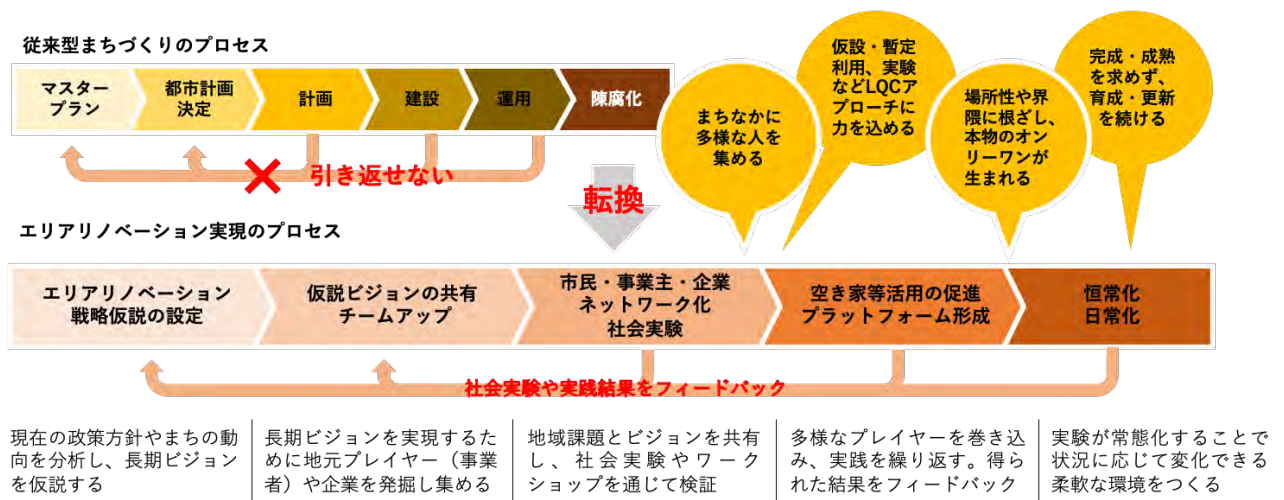 従来型まちづくりのプロセス
マスター
プラン
都市計画
決定
計画
建設
運用
陳腐化
引き返せない
転換
まちなかに
多様な人を
集める
仮設・暫定
利用、実験
などLQCア
プローチに
力を込める
場所性や界
隈に根ざし、
本物のオン
リーワンが
生まれる
完成・成熟
を求めず、
育成・更新
を続ける
エリアリノベーション実現のプロセス
エリアリノベーション
戦略仮説の設定
仮説ビジョンの共有
チームアップ
市民・事業主・企業
ネットワーク化
社会実験
空き家等活用の促進
プラットフォーム形成
恒常化
日常化
社会実験や実践結果をフィードバック
現在の政策方針やまちの動
向を分析し、長期ビジョン
を仮説する
長期ビジョンを実現するた
めに地元プレイヤー（事業
者）や企業を発掘し集める
地域課題とビジョンを共有
し、社会実験やワーク
ショップを通じて検証
多様なプレイヤーを巻き込
み、実践を繰り返す。得ら
れた結果をフィードバック
実験が常態化することで
状況に応じて変化できる
柔軟な環境をつくる